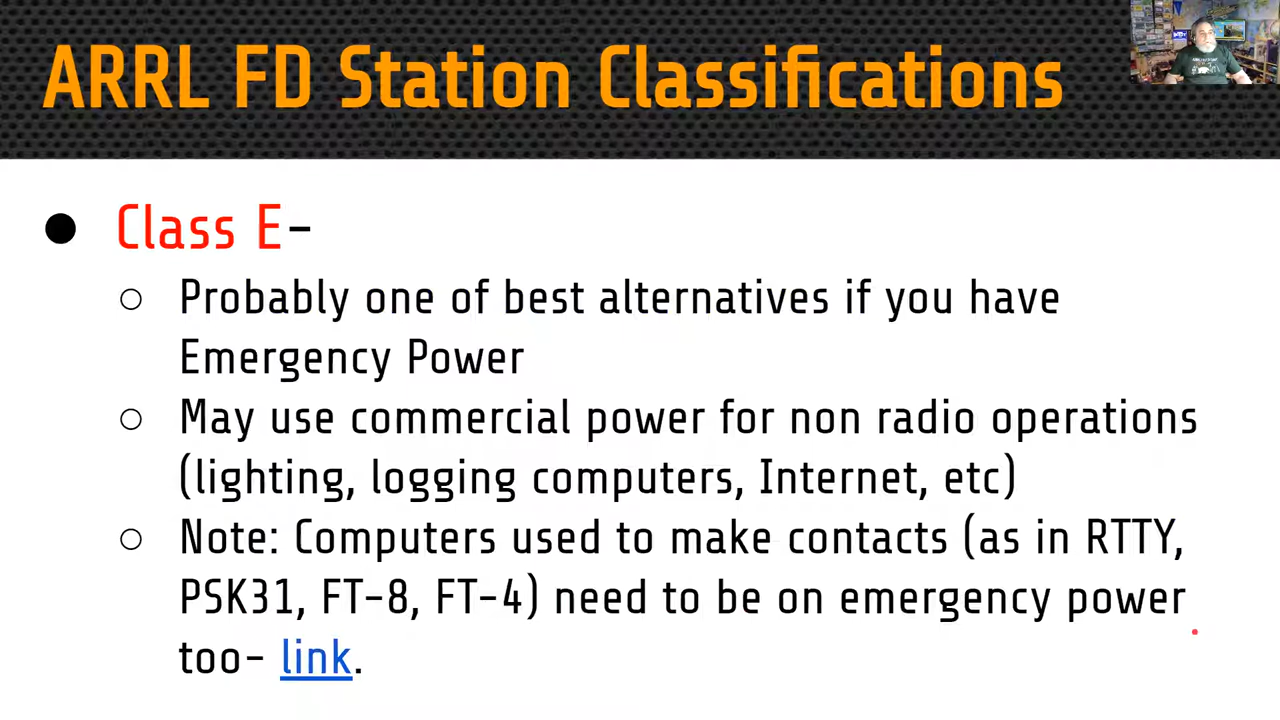 ARRL FD Station Classifications
● Class E-
○ Probably one of best alternatives if you have
Emergency Power
○ May use commercial power for non radio operations
(lighting, logging computers, Internet, etc)
○ Note: Computers used to make contacts (as in RTTY,
PSK31, FT-8, FT-4) need to be on emergency power
too- link.